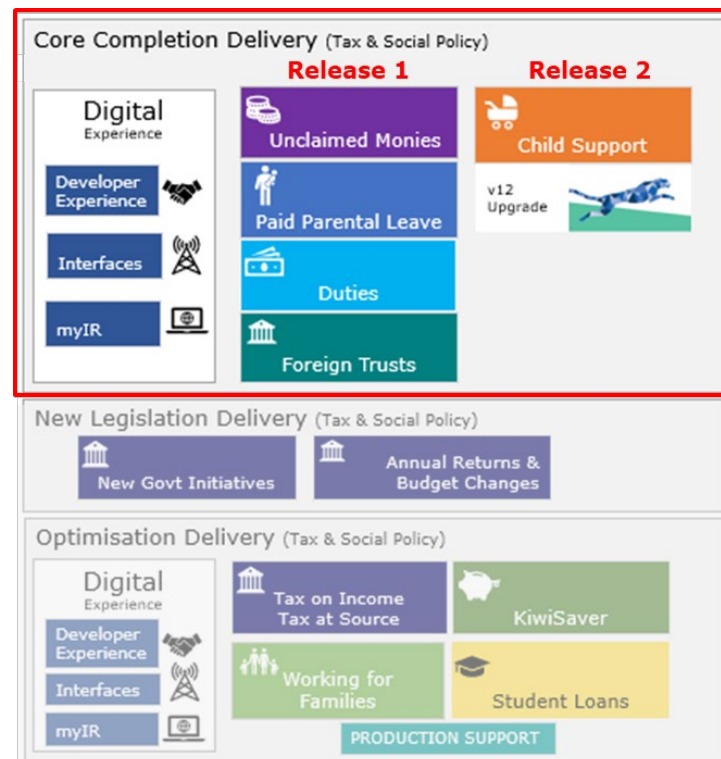 Core Completion Delivery (Tax & Social Policy)
Release 1
Release 2
Digital
Experience
Developer
Experience
Interfaces
myIR
Unclaimed Monies
Paid Parental Leave
Duties
Foreign Trusts
Child Support
v12
Upgrade
New Legislation Delivery (Tax & Social Policy)
New Govt Initiatives
Annual Returns &
Budget Changes
Optimisation Delivery (Tax & Social Policy)
Digital
Experience
Developer
Experience
Interfaces
myIR
Tax on Income
Tax at Source
KiwiSaver
Working for
Families
Student Loans
PRODUCTION SUPPORT